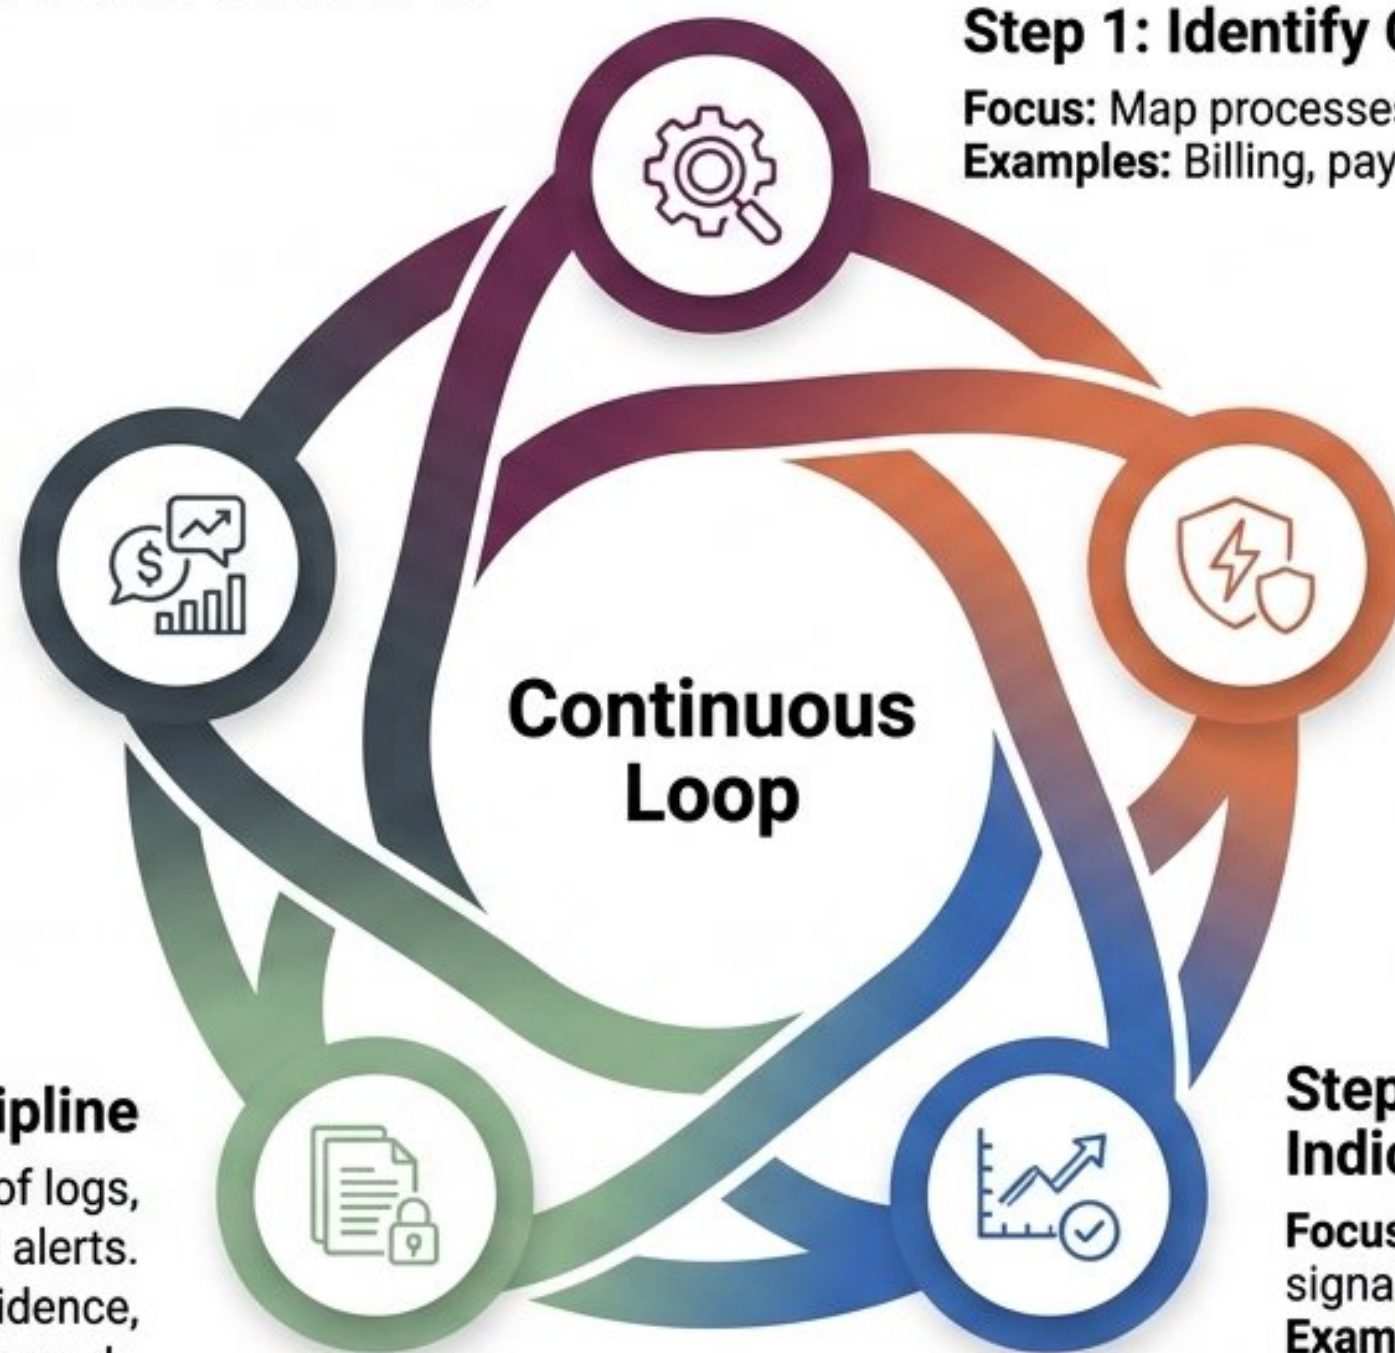 Step 1: Identify
Focus: Map processes
Examples: Billing, pay
$
Continuous
Loop
ipline
of logs,
alerts.
idence,
Step
Indic
Focus
signa
Exam